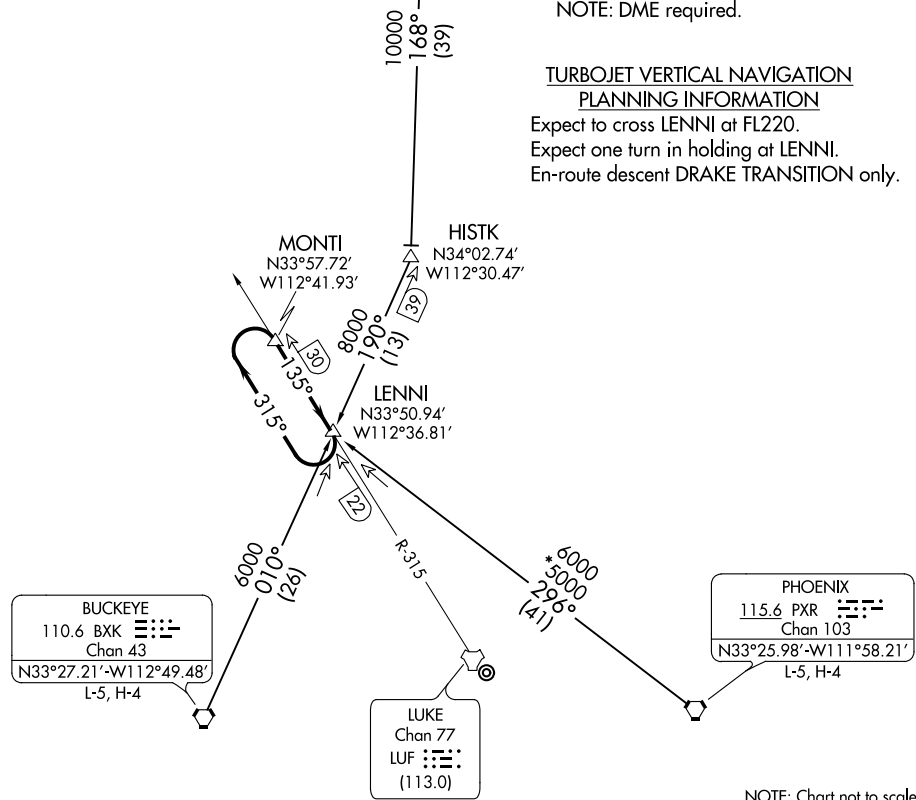 NOTE: DME required.
10000
168°
(39)
TURBOJET VERTICAL NAVIGATION
PLANNING INFORMATION
Expect to cross LENNI at FL220.
Expect one turn in holding at LENNI.
En-route descent DRAKE TRANSITION only.
HISTK
N34°02.74′
W112°30.47′
MONTI
N33°57.72′
W112°41.93′
39
8000
190°
(13)
30
135°
315°
LENNI
N33°50.94′
W112°36.81′
22
R-315
6000
010°
(26)
6000
*5000
296°
(41)
BUCKEYE
110.6 BXK
Chan 43
N33°27.21′-W112°49.48′
L-5, H-4
PHOENIX
115.6 PXR
Chan 103
N33°25.98′-W111°58.21′
L-5, H-4
LUKE
Chan 77
LUF
(113.0)
NOTE: Chart not to scale